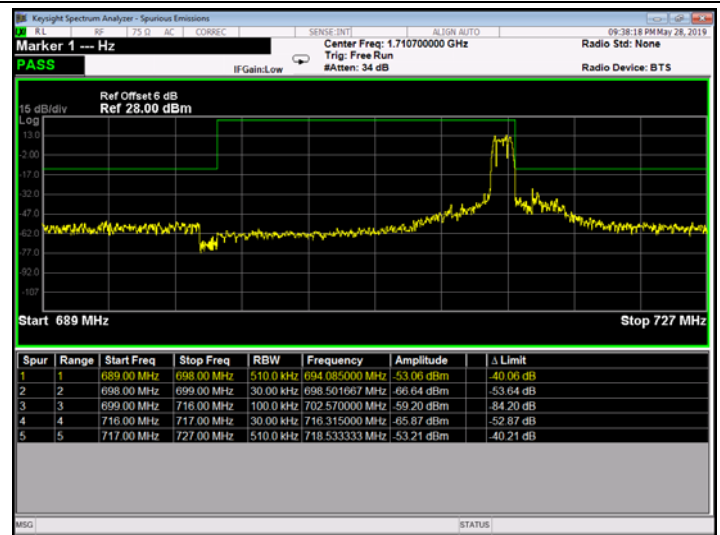 Keysight Spectrum Analyzer - Spurious Emissions
RL RF 75 Ω AC CORREC SENSE:INT ALIGN AUTO 09:38:18 PM May 28, 2019
Marker 1 --- Hz Center Freq: 1.710700000 GHz Radio Std: None
Trig: Free Run
PASS IFGain:Low #Atten: 34 dB Radio Device: BTS
Ref Offset 6 dB
15 dB/div Ref 28.00 dBm
Log
13.0
-2.00
-17.0
-32.0
-47.0
-62.0
-77.0
-92.0
-107
Start 689 MHz Stop 727 MHz
Spur Range Start Freq Stop Freq RBW Frequency Amplitude Δ Limit
1 1 689.00 MHz 698.00 MHz 510.0 kHz 694.085000 MHz -53.06 dBm -40.06 dB
2 2 698.00 MHz 699.00 MHz 30.00 kHz 698.501667 MHz -66.64 dBm -53.64 dB
3 3 699.00 MHz 716.00 MHz 100.0 kHz 702.570000 MHz -59.20 dBm -84.20 dB
4 4 716.00 MHz 717.00 MHz 30.00 kHz 716.315000 MHz -65.87 dBm -52.87 dB
5 5 717.00 MHz 727.00 MHz 510.0 kHz 718.533333 MHz -53.21 dBm -40.21 dB
MSG STATUS